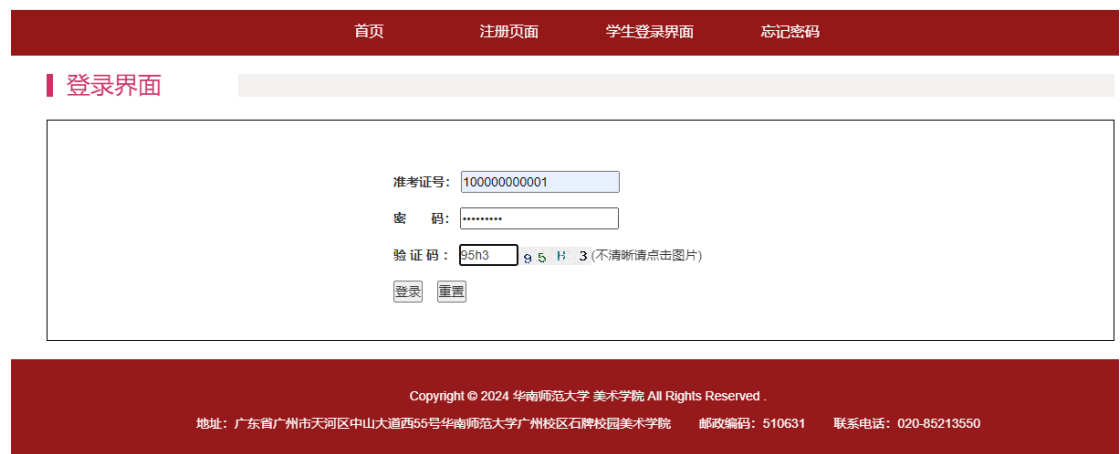 首页 注册页面 学生登录界面 忘记密码
登录界面
准考证号： 100000000001
密 码： •••••••••
验 证 码 ： 95h3 9 5 H 3 (不清晰请点击图片)
登录 重置
Copyright © 2024 华南师范大学 美术学院 All Rights Reserved .
地址：广东省广州市天河区中山大道西55号华南师范大学广州校区石牌校园美术学院 邮政编码：510631 联系电话：020-85213550